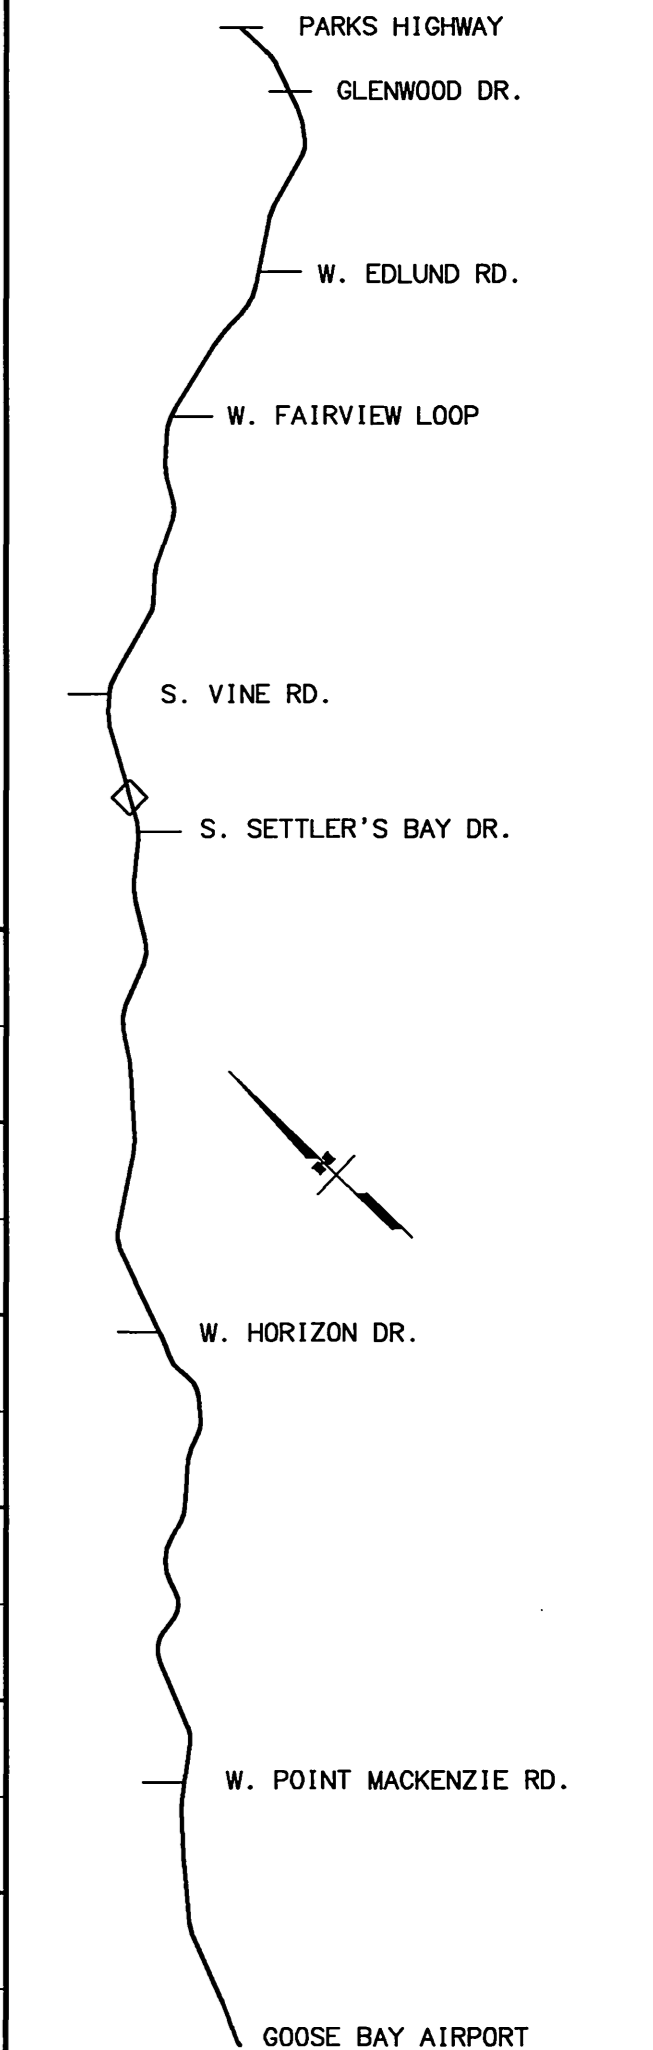 PARKS HIGHWAY
GLENWOOD DR.
W. EDLUND RD.
W. FAIRVIEW LOOP
S. VINE RD.
S. SETTLER'S BAY DR.
W. HORIZON DR.
W. POINT MACKENZIE RD.
GOOSE BAY AIRPORT